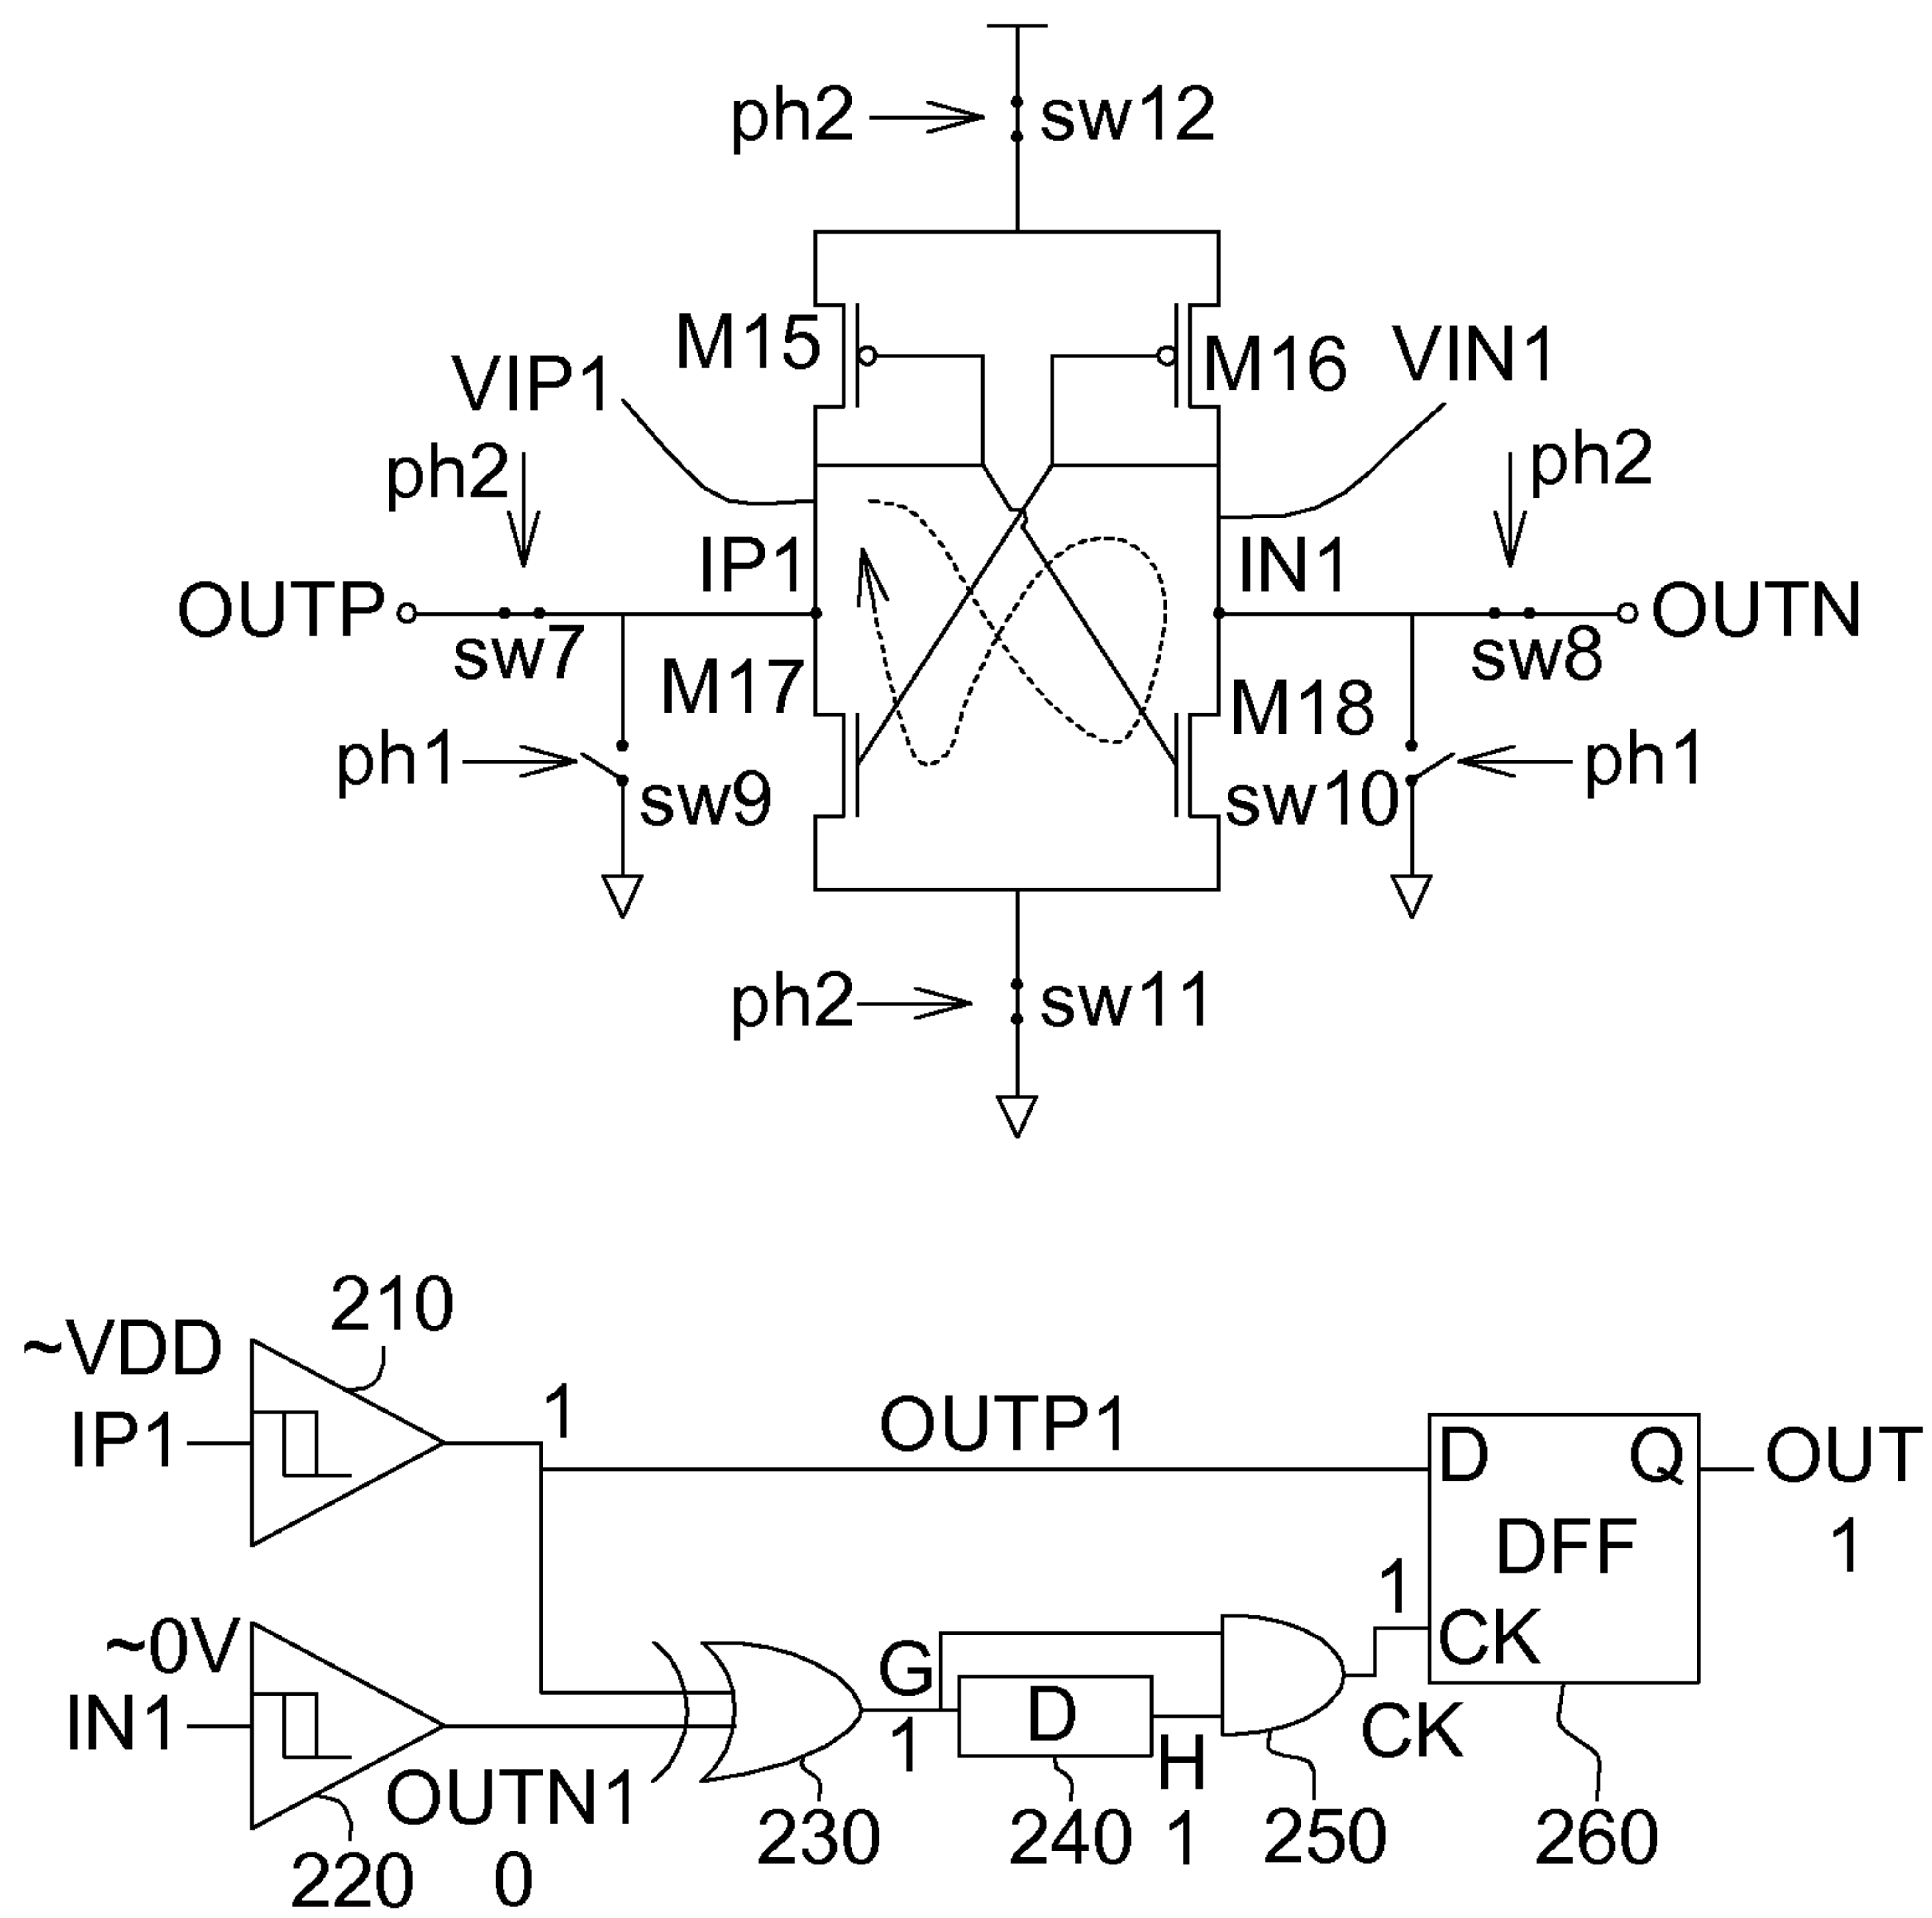 ph2 sw12
M15 M16
VIP1 VIN1
ph2 ph2
IP1 IN1
OUTP OUTN
sw7 sw8
M17 M18
ph1 ph1
sw9 sw10
ph2 sw11
210
~VDD
IP1
1
OUTP1
D Q OUT
DFF 1
1
CK
~0V
IN1
G
D
1
H
CK
OUTN1
220 0
230 240 1 250 260